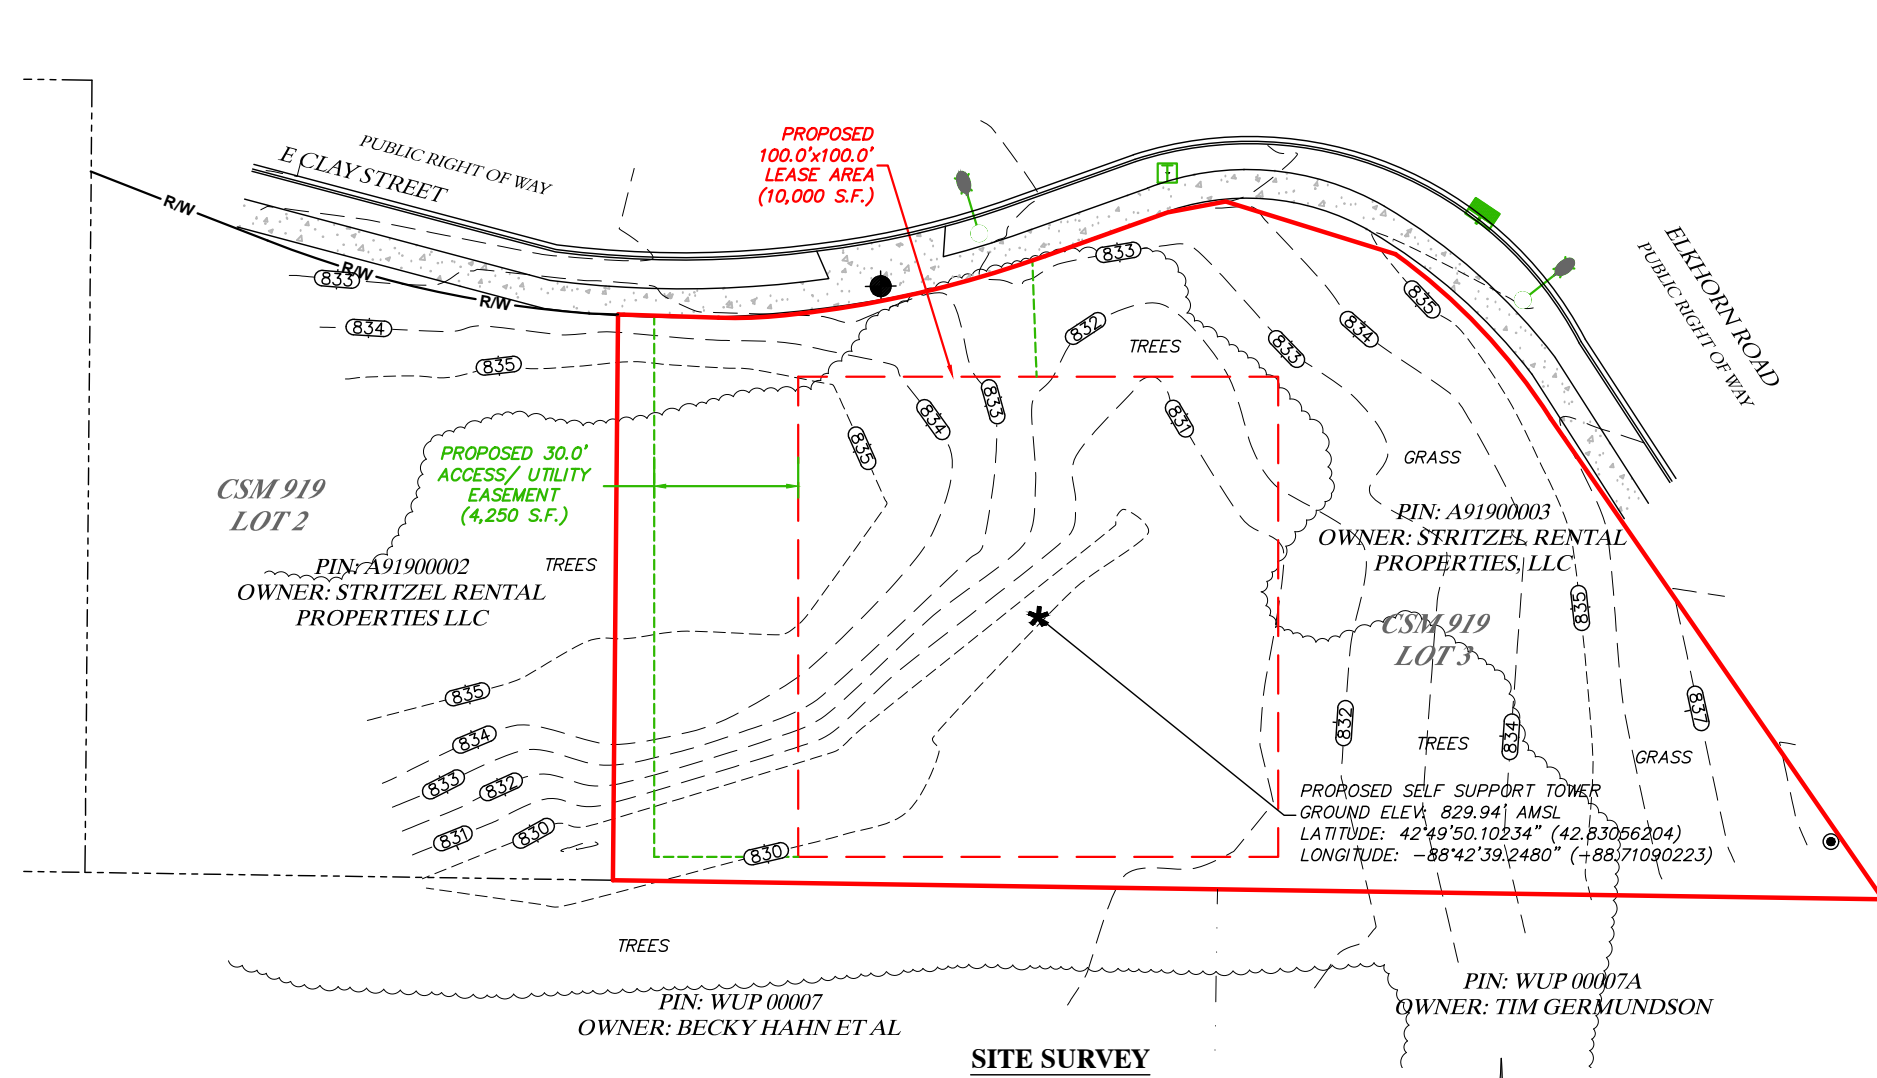 PUBLIC RIGHT OF WAY
E CLAY STREET
R/W
R/W
R/W
PROPOSED
100.0'x100.0'
LEASE AREA
(10,000 S.F.)
T
ELKHORN ROAD
PUBLIC RIGHT OF WAY
833
834
835
833
832
833
834
835
TREES
835
834
833
831
PROPOSED 30.0'
ACCESS/ UTILITY
EASEMENT
(4,250 S.F.)
GRASS
CSM 919
LOT 2
PIN: A91900002
OWNER: STRITZEL RENTAL
PROPERTIES LLC
TREES
PIN: A91900003
OWNER: STRITZEL RENTAL
PROPERTIES, LLC
CSM 919
LOT 3
835
*
835
834
833
832
831
830
830
832
834
837
TREES
GRASS
PROPOSED SELF SUPPORT TOWER
GROUND ELEV: 829.94' AMSL
LATITUDE: 42°49'50.10234" (42.83056204)
LONGITUDE: -88°42'39.2480" (-88.71090223)
TREES
PIN: WUP 00007
OWNER: BECKY HAHN ET AL
PIN: WUP 00007A
OWNER: TIM GERMUNDSON
SITE SURVEY